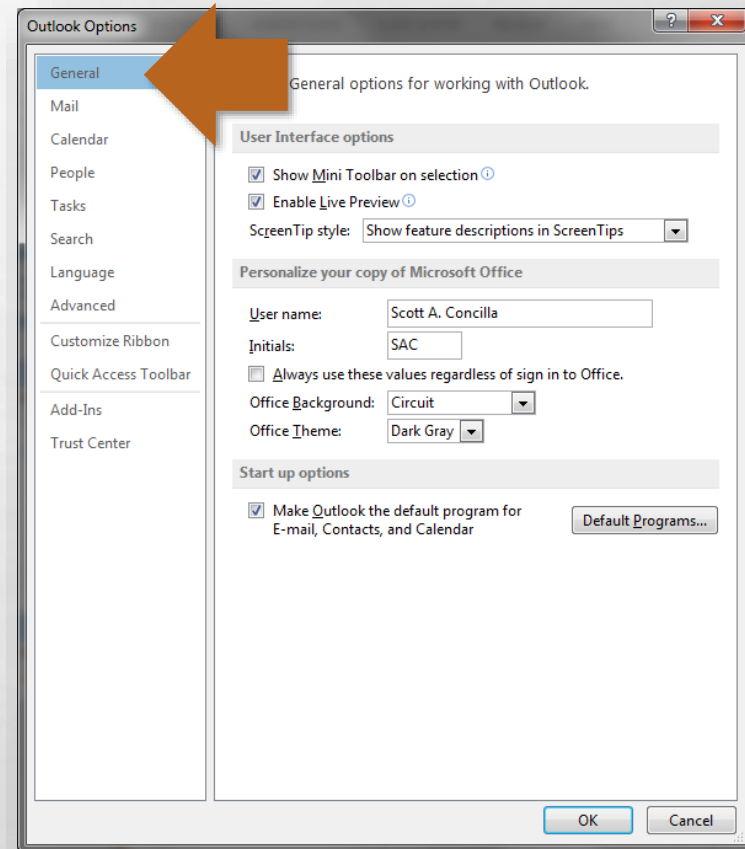 Outlook Options
General
Mail
Calendar
People
Tasks
Search
Language
Advanced
Customize Ribbon
Quick Access Toolbar
Add-Ins
Trust Center
General options for working with Outlook.
User Interface options
Show Mini Toolbar on selection
Enable Live Preview
ScreenTip style: Show feature descriptions in ScreenTips
Personalize your copy of Microsoft Office
User name: Scott A. Concilla
Initials: SAC
Always use these values regardless of sign in to Office.
Office Background: Circuit
Office Theme: Dark Gray
Start up options
Make Outlook the default program for
E-mail, Contacts, and Calendar
Default Programs...
OK Cancel